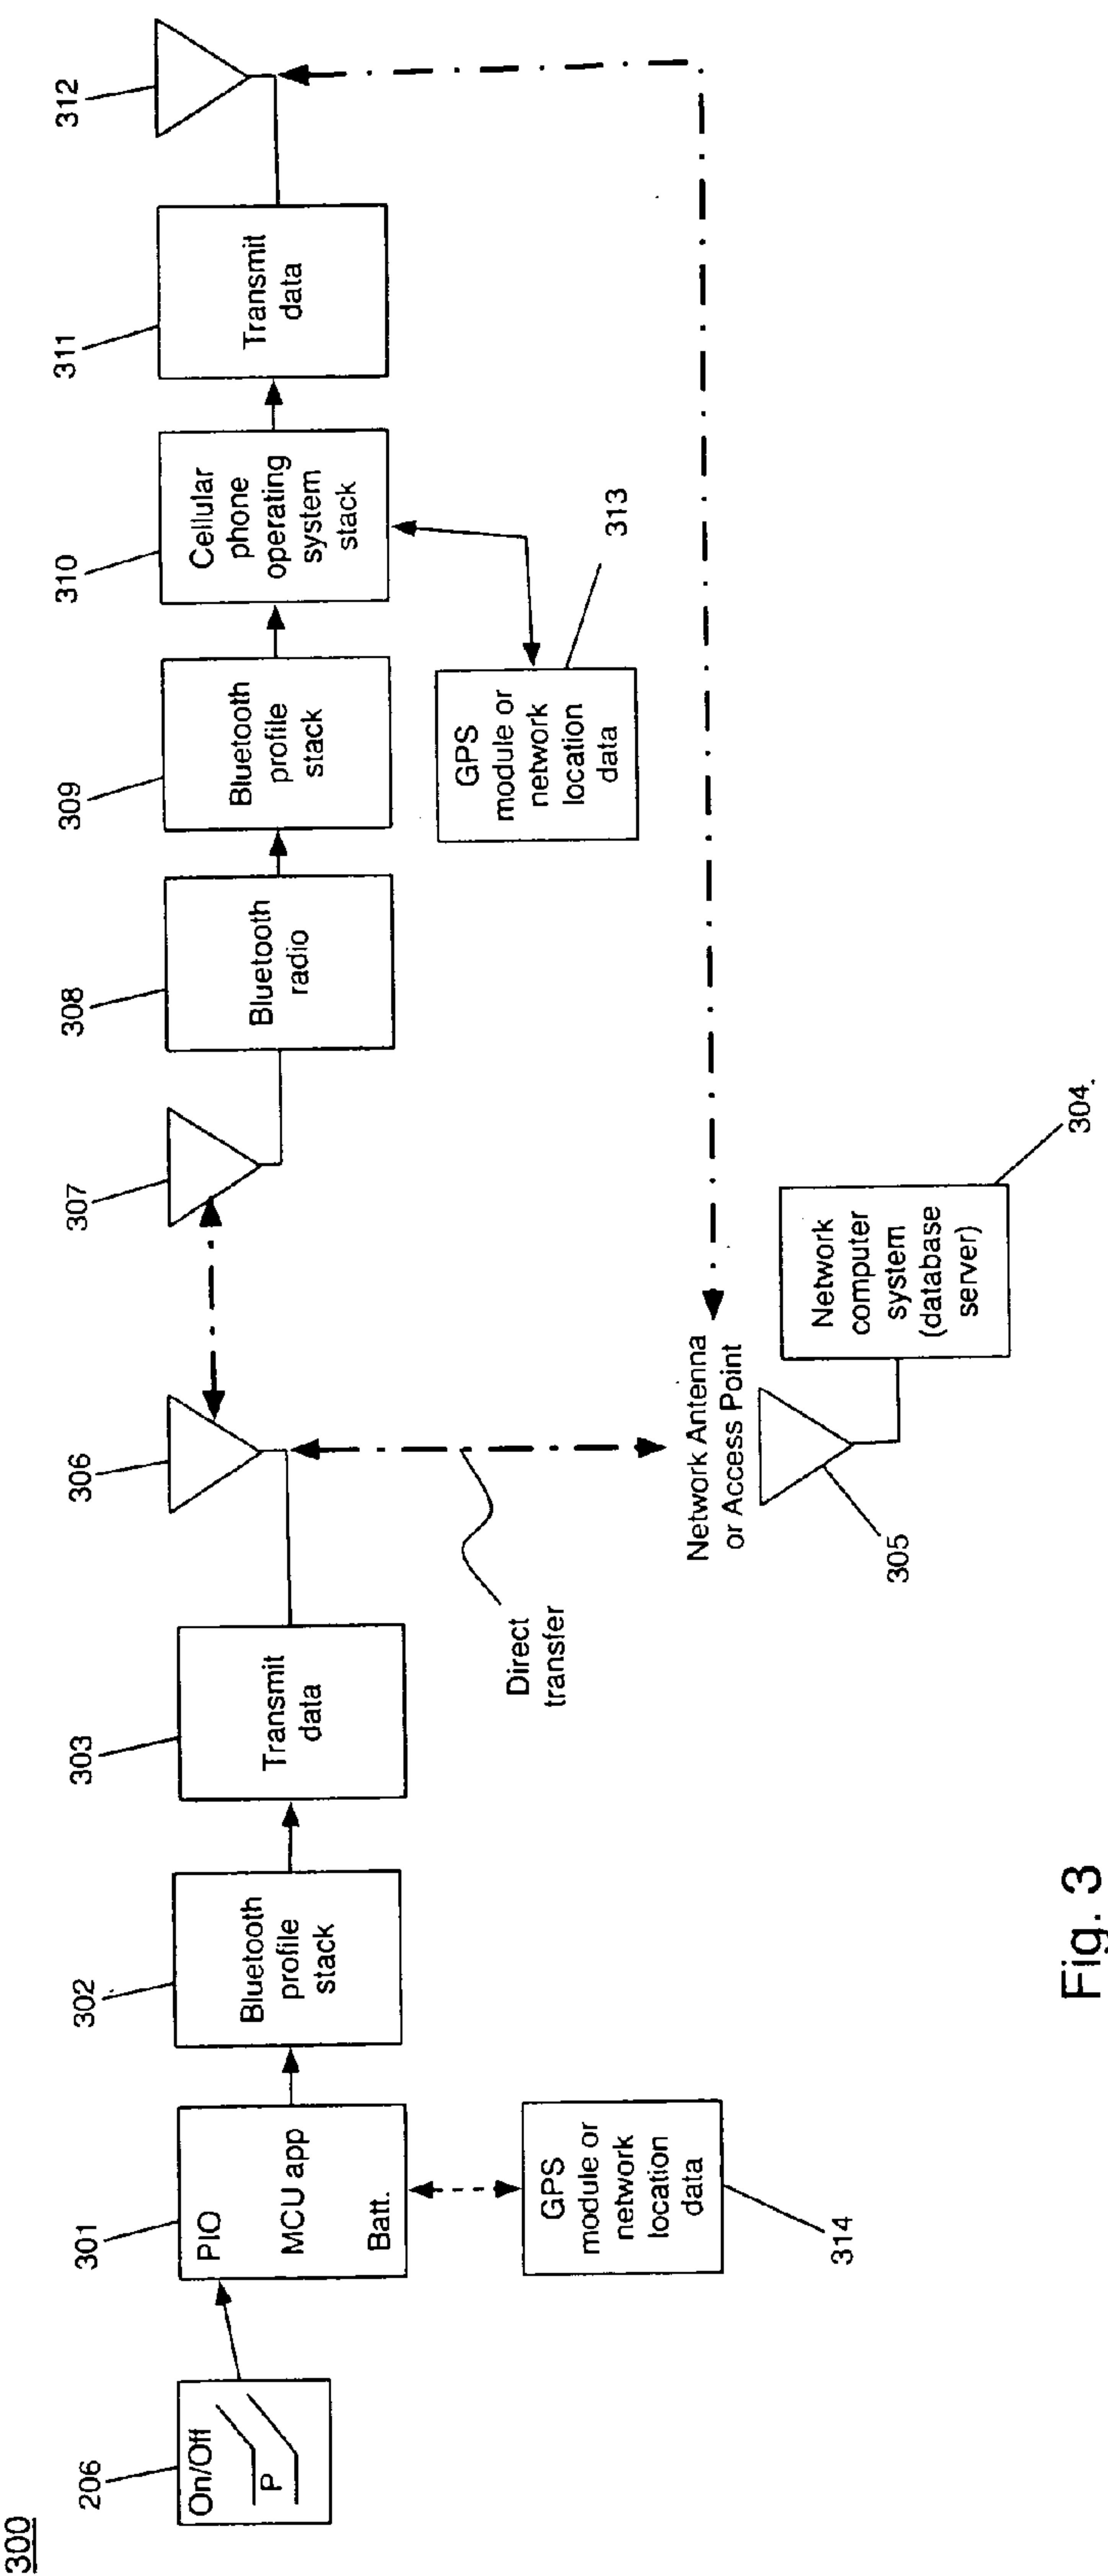 300
206
On/Off
P
301
PIO
MCU app
Batt.
302
Bluetooth
profile
stack
303
Transmit
data
306
307
308
Bluetooth
radio
309
Bluetooth
profile
stack
310
Cellular
phone
operating
system
stack
311
Transmit
data
312
GPS
module or
network
location
data
314
Direct
transfer
Network Antenna
or Access Point
305
Network
computer
system
(database
server)
304
GPS
module or
network
location
data
313
Fig. 3